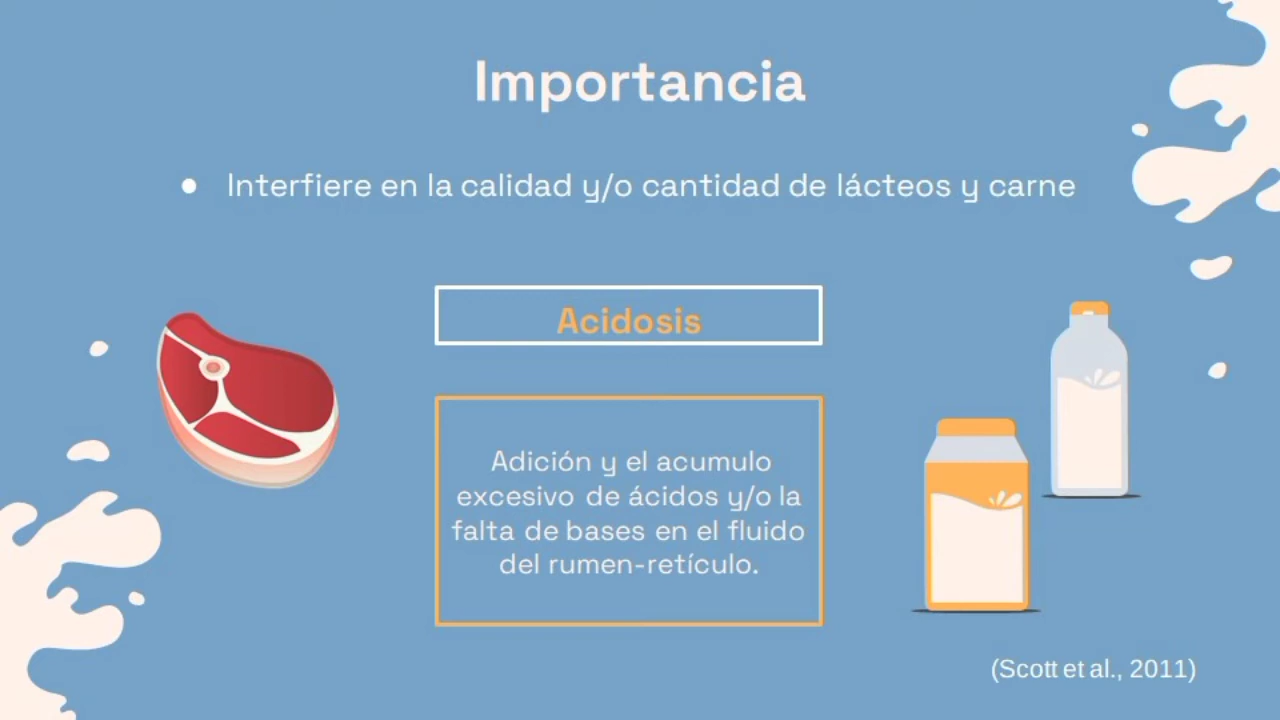 Importancia
● Interfiere en la calidad y/o cantidad de lácteos y carne
Acidosis
Adición y el acumulo
excesivo de ácidos y/o la
falta de bases en el fluido
del rumen-retículo.
(Scott et al., 2011)